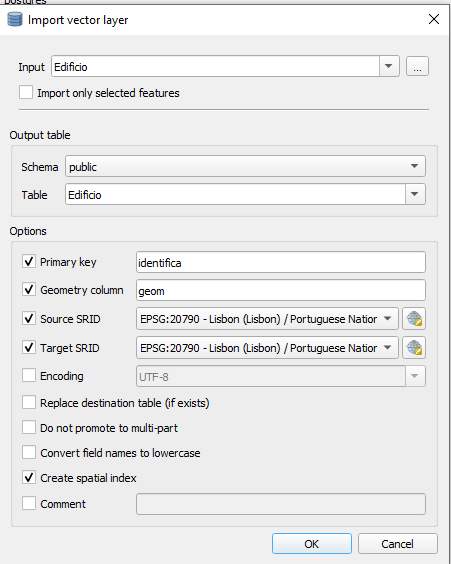 postgres
Import vector layer
Input Edificio ...
Import only selected features
Output table
Schema public
Table Edificio
Options
Primary key identifica
Geometry column geom
Source SRID EPSG:20790 - Lisbon (Lisbon) / Portuguese Nation
Target SRID EPSG:20790 - Lisbon (Lisbon) / Portuguese Nation
Encoding UTF-8
Replace destination table (if exists)
Do not promote to multi-part
Convert field names to lowercase
Create spatial index
Comment
OK Cancel